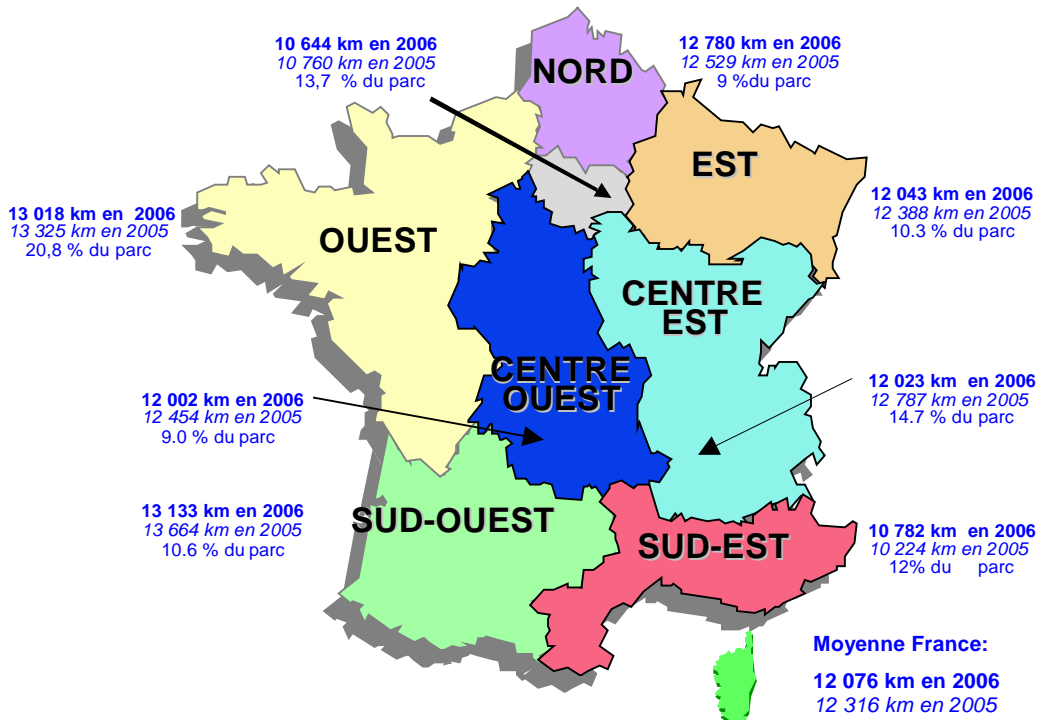 10 644 km en 2006
10 760 km en 2005
13,7 % du parc
12 780 km en 2006
12 529 km en 2005
9 %du parc
NORD
EST
12 043 km en 2006
12 388 km en 2005
10.3 % du parc
13 018 km en 2006
13 325 km en 2005
20,8 % du parc
OUEST
CENTRE
EST
CENTRE
OUEST
12 002 km en 2006
12 454 km en 2005
9.0 % du parc
12 023 km en 2006
12 787 km en 2005
14.7 % du parc
13 133 km en 2006
13 664 km en 2005
10.6 % du parc
SUD-OUEST
SUD-EST
10 782 km en 2006
10 224 km en 2005
12% du parc
Moyenne France:
12 076 km en 2006
12 316 km en 2005